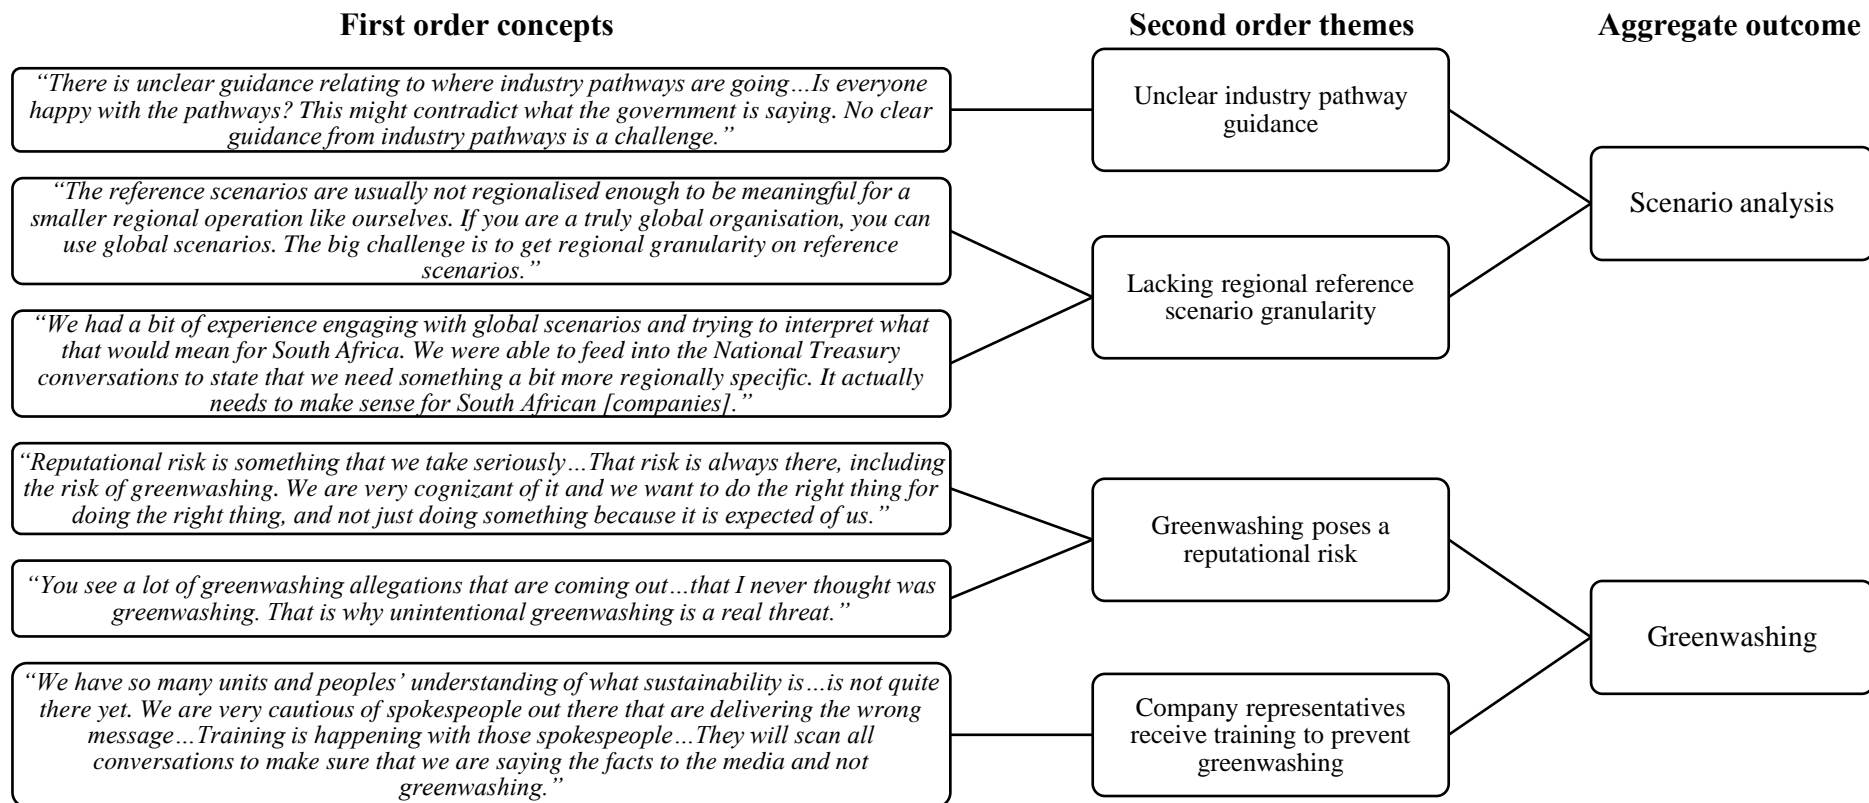 First order concepts
Second order themes
Aggregate outcome
“There is unclear guidance relating to where industry pathways are going…Is everyone
happy with the pathways? This might contradict what the government is saying. No clear
guidance from industry pathways is a challenge.”
Unclear industry pathway
guidance
“The reference scenarios are usually not regionalised enough to be meaningful for a
smaller regional operation like ourselves. If you are a truly global organisation, you can
use global scenarios. The big challenge is to get regional granularity on reference
scenarios.”
Scenario analysis
Lacking regional reference
scenario granularity
“We had a bit of experience engaging with global scenarios and trying to interpret what
that would mean for South Africa. We were able to feed into the National Treasury
conversations to state that we need something a bit more regionally specific. It actually
needs to make sense for South African [companies].”
“Reputational risk is something that we take seriously…That risk is always there, including
the risk of greenwashing. We are very cognizant of it and we want to do the right thing for
doing the right thing, and not just doing something because it is expected of us.”
Greenwashing poses a
reputational risk
“You see a lot of greenwashing allegations that are coming out…that I never thought was
greenwashing. That is why unintentional greenwashing is a real threat.”
Greenwashing
“We have so many units and peoples’ understanding of what sustainability is…is not quite
there yet. We are very cautious of spokespeople out there that are delivering the wrong
message…Training is happening with those spokespeople…They will scan all
conversations to make sure that we are saying the facts to the media and not
greenwashing.”
Company representatives
receive training to prevent
greenwashing